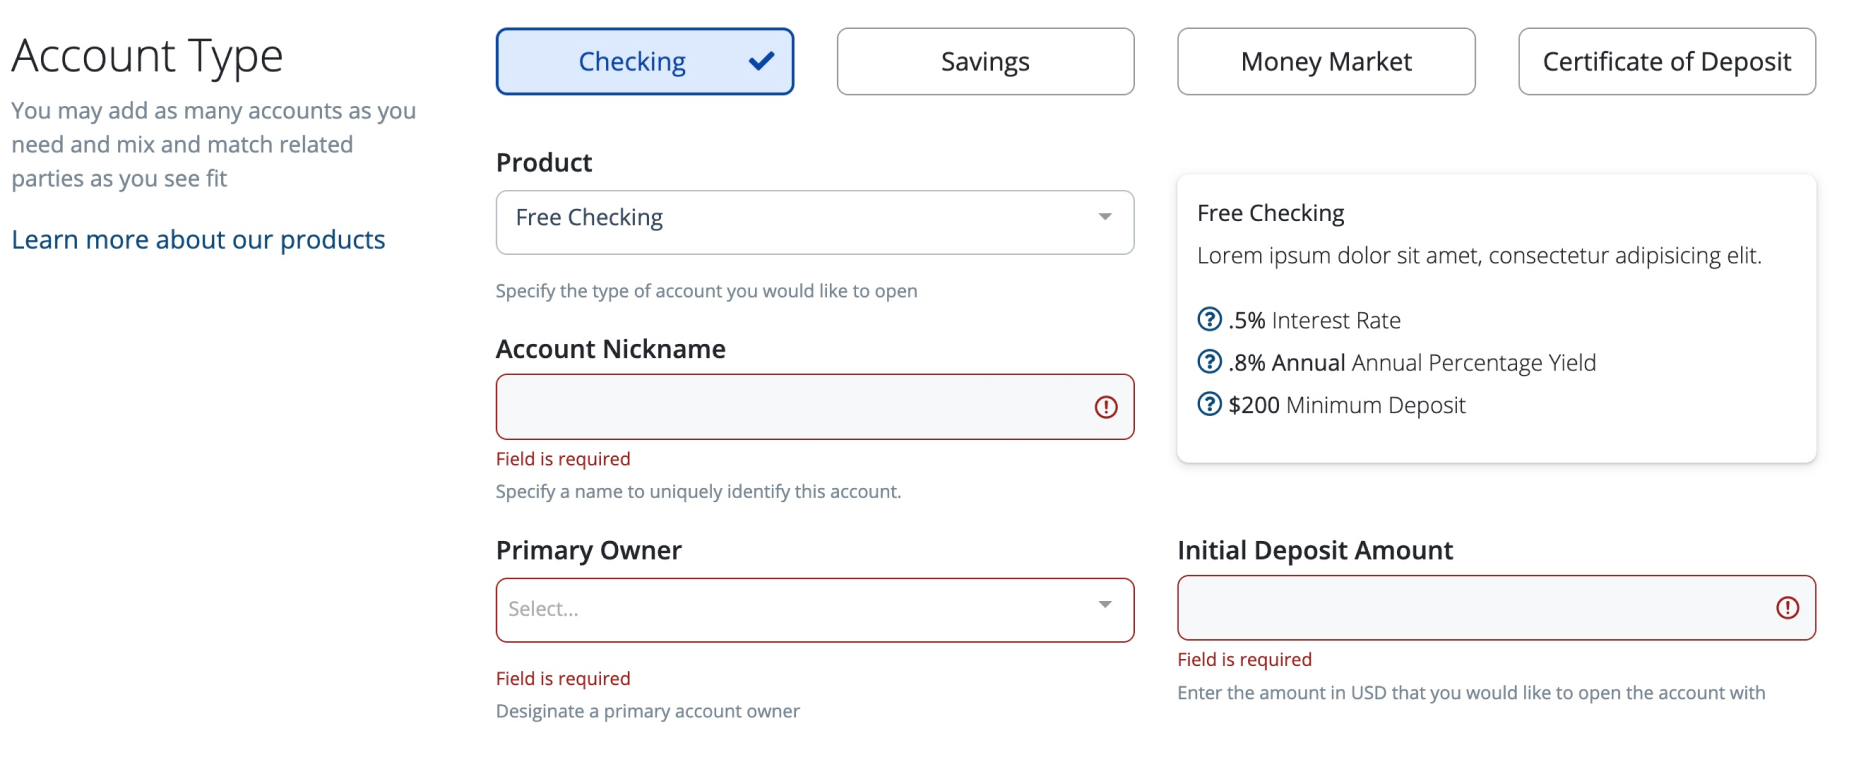 Account Type
You may add as many accounts as you
need and mix and match related
parties as you see fit
Learn more about our products
Checking
Savings
Money Market
Certificate of Deposit
Product
Free Checking
Specify the type of account you would like to open
Free Checking
Lorem ipsum dolor sit amet, consectetur adipisicing elit.
.5% Interest Rate
.8% Annual Annual Percentage Yield
$200 Minimum Deposit
Account Nickname
Field is required
Specify a name to uniquely identify this account.
Primary Owner
Select...
Field is required
Desiginate a primary account owner
Initial Deposit Amount
Field is required
Enter the amount in USD that you would like to open the account with